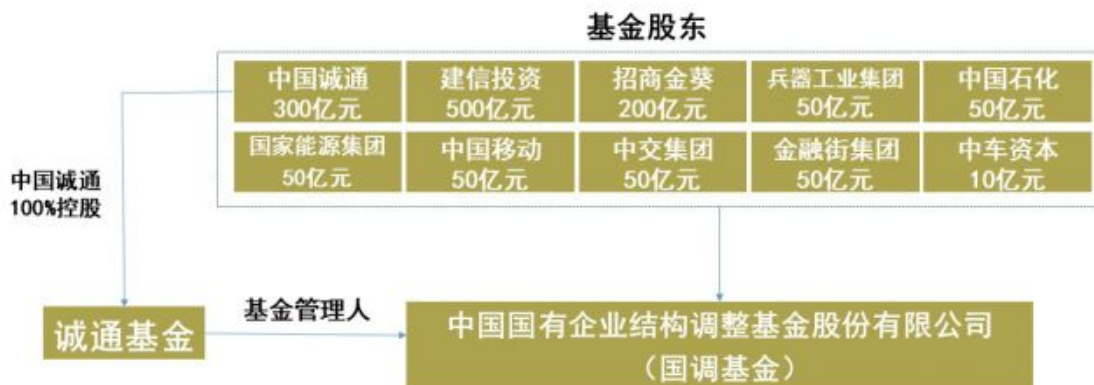 基金股东
中国诚通
300亿元
建信投资
500亿元
招商金葵
200亿元
兵器工业集团
50亿元
中国石化
50亿元
国家能源集团
50亿元
中国移动
50亿元
中交集团
50亿元
金融街集团
50亿元
中车资本
10亿元
中国诚通
100%控股
诚通基金
基金管理人
中国国有企业结构调整基金股份有限公司
（国调基金）